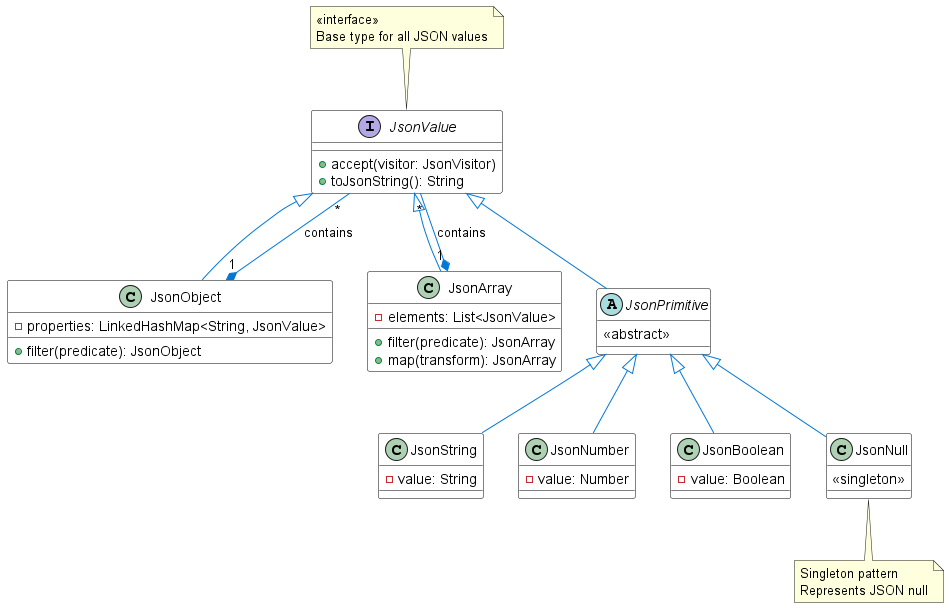 «interface»
Base type for all JSON values
I JsonValue
accept(visitor: JsonVisitor)
toJsonString(): String
*
contains
1
*
contains
1
C JsonObject
properties: LinkedHashMap<String, JsonValue>
filter(predicate): JsonObject
C JsonArray
elements: List<JsonValue>
filter(predicate): JsonArray
map(transform): JsonArray
A JsonPrimitive
«abstract»
C JsonString
value: String
C JsonNumber
value: Number
C JsonBoolean
value: Boolean
C JsonNull
«singleton»
Singleton pattern
Represents JSON null